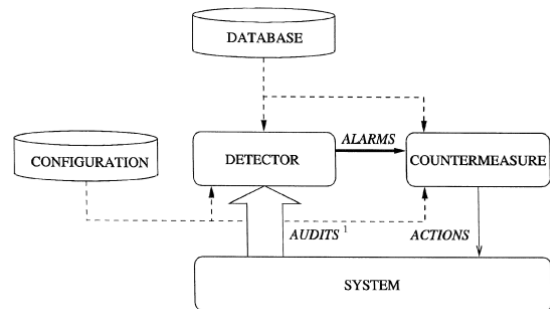 DATABASE
ALARMS
CONFIGURATION
DETECTOR
COUNTERMEASURE
AUDITS 1
ACTIONS
SYSTEM